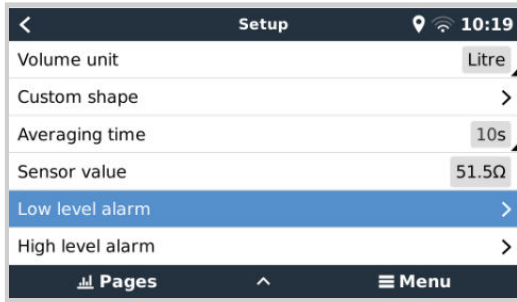 Setup 10:19
Volume unit Litre
Custom shape
Averaging time 10s
Sensor value 51.5Ω
Low level alarm
High level alarm
Pages Menu